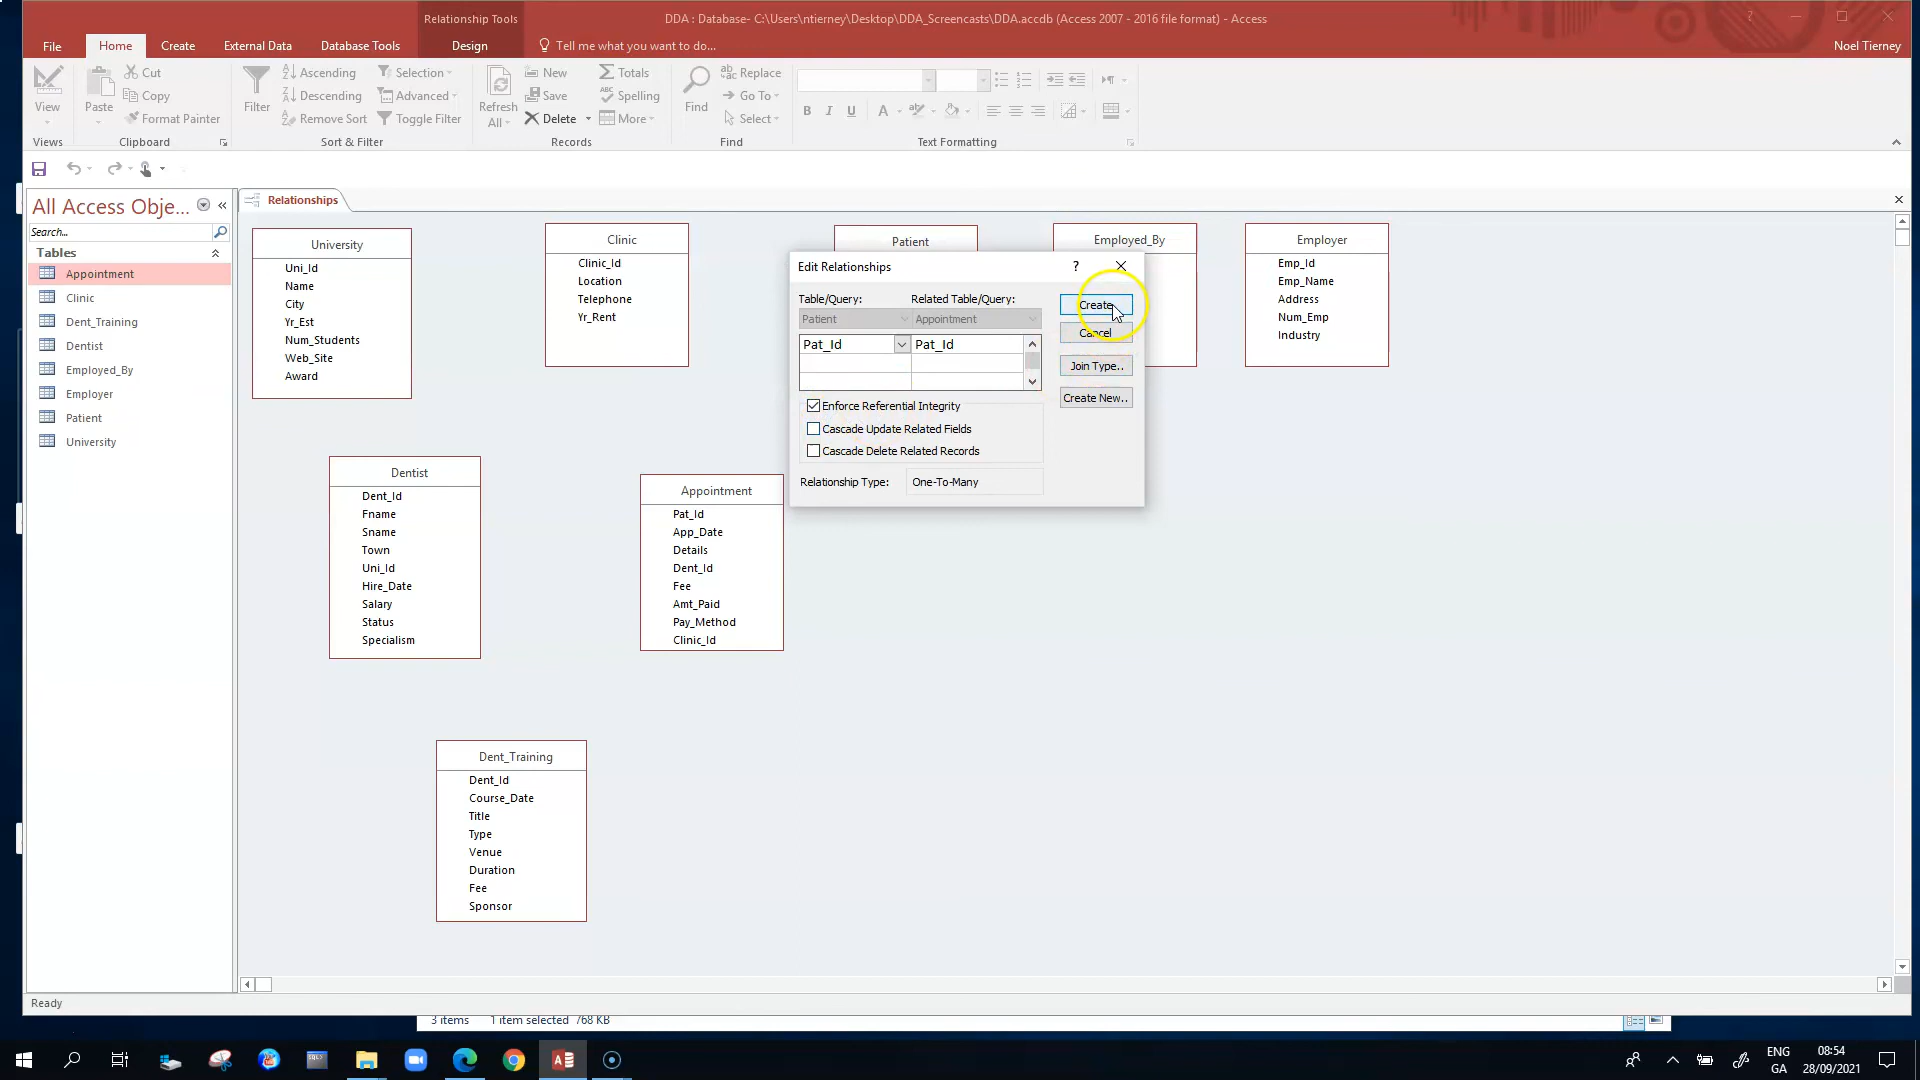 Relationship Tools
DDA : Database- C:\Users\ntierney\Desktop\DDA_Screencasts\DDA.accdb (Access 2007 - 2016 file format) - Access
File
Home
Create
External Data
Database Tools
Design
Tell me what you want to do...
Noel Tierney
View
Paste
Cut
Copy
Format Painter
Filter
Ascending
Descending
Remove Sort
Selection
Advanced
Toggle Filter
Refresh
All
New
Save
Delete
Totals
Spelling
More
Find
Replace
Go To
Select
Views
Clipboard
Sort & Filter
Records
Find
Text Formatting
All Access Obje...
Search...
Tables
Appointment
Clinic
Dent_Training
Dentist
Employed_By
Employer
Patient
University
Relationships
University
Uni_Id
Name
City
Yr_Est
Num_Students
Web_Site
Award
Clinic
Clinic_Id
Location
Telephone
Yr_Rent
Patient
Employed_By
Employer
Emp_Id
Emp_Name
Address
Num_Emp
Industry
Edit Relationships
?
Table/Query:
Related Table/Query:
Patient
Appointment
Pat_Id
Pat_Id
Create
Cancel
Join Type..
Create New..
Enforce Referential Integrity
Cascade Update Related Fields
Cascade Delete Related Records
Relationship Type:
One-To-Many
Dentist
Dent_Id
Fname
Sname
Town
Uni_Id
Hire_Date
Salary
Status
Specialism
Appointment
Pat_Id
App_Date
Details
Dent_Id
Fee
Amt_Paid
Pay_Method
Clinic_Id
Dent_Training
Dent_Id
Course_Date
Title
Type
Venue
Duration
Fee
Sponsor
Ready
3 items 1 item selected 768 KB
ENG
GA
08:54
28/09/2021